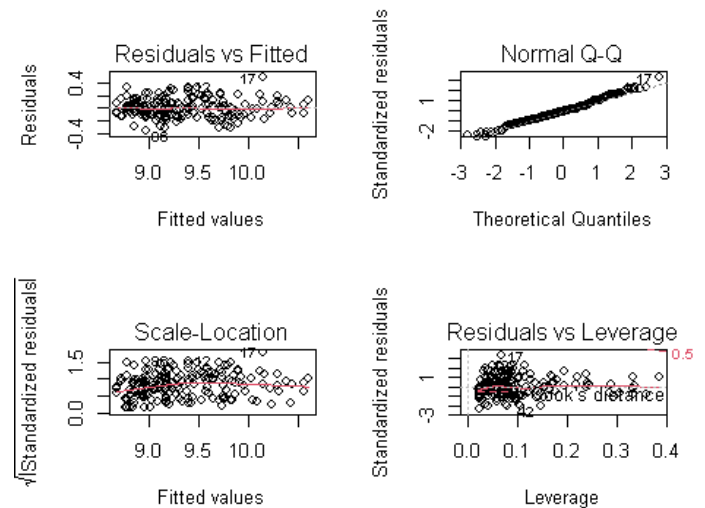 Residuals vs Fitted
Residuals
0.4
-0.4
17
12
9.0 9.5 10.0
Fitted values
Normal Q-Q
Standardized residuals
1
-2
17
-3 -2 -1 0 1 2 3
Theoretical Quantiles
Scale-Location
√|Standardized residuals|
1.5
0.0
17
12
9.0 9.5 10.0
Fitted values
Residuals vs Leverage
Standardized residuals
1
-3
17
42
Cook's distance
0.5
0.0 0.1 0.2 0.3 0.4
Leverage